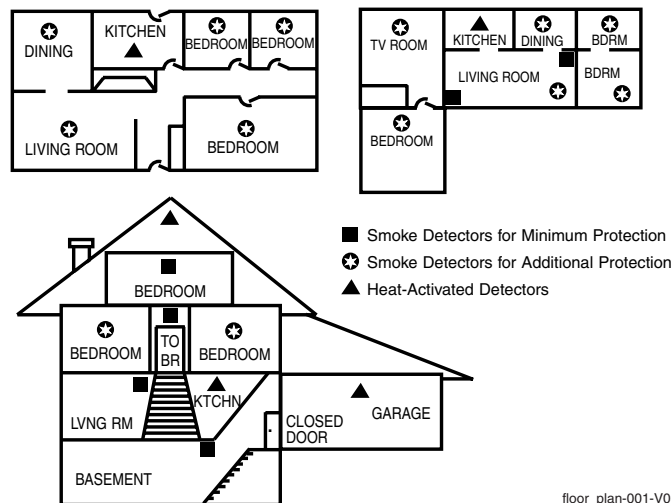 DINING
KITCHEN
BEDROOM
BEDROOM
LIVING ROOM
BEDROOM
TV ROOM
KITCHEN
DINING
BDRM
LIVING ROOM
BDRM
BEDROOM
Smoke Detectors for Minimum Protection
Smoke Detectors for Additional Protection
Heat-Activated Detectors
BEDROOM
BEDROOM
TO
BR
BEDROOM
LVNG RM
KTCHN
CLOSED
DOOR
GARAGE
BASEMENT
floor_plan-001-V0